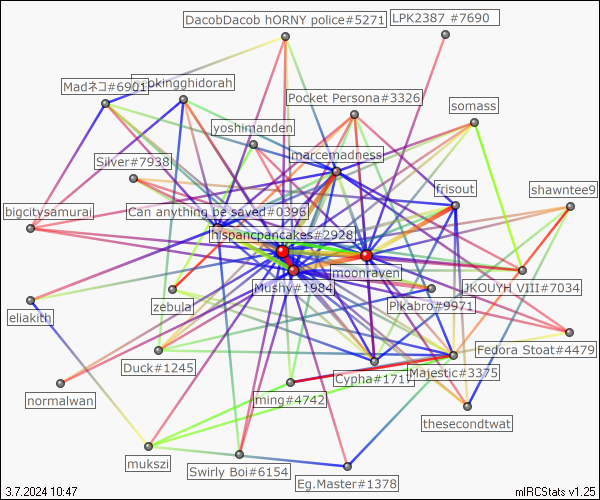 DacobDacob hORNY police#5271
LPK2387 #7690
Madネコ#6901
okingghidorah
Pocket Persona#3326
somass
yoshimanden
marcemadness
Silver#7938
frisout
shawntee9
bigcitysamurai
Can anything be saved#0396
hispancpancakes#2928
moonraven
Mushy#1984
JKOUYH VIII#7034
Pikabro#9971
zebulaj
eliakith
Fedora Stoat#4479
Duck#1245
Majestic#3375
Cypha#1717
normalwan
ming#4742
thesecondtwat
mukszi
Swirly Boi#6154
Eg.Master#1378
3.7.2024 10:47
mIRCStats v1.25